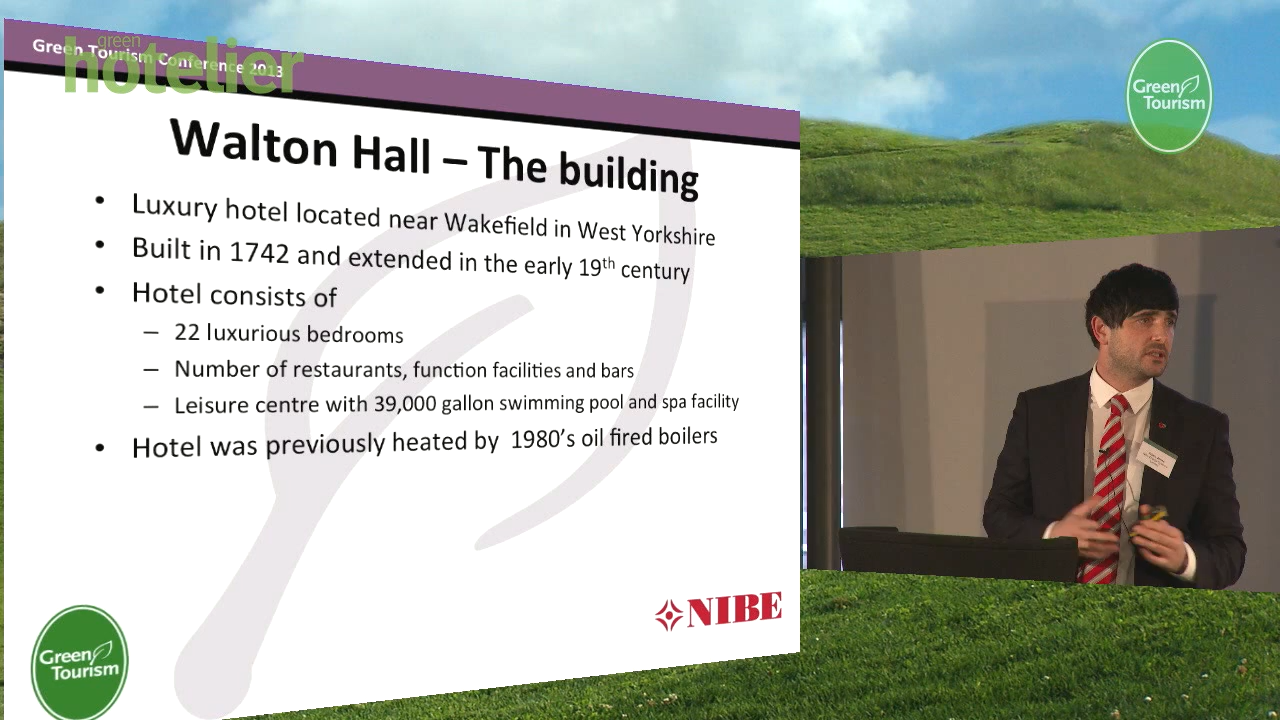 green
hotelier
Green Tourism Conference 2013
Green
Tourism
Walton Hall – The building
• Luxury hotel located near Wakefield in West Yorkshire
• Built in 1742 and extended in the early 19th century
• Hotel consists of
– 22 luxurious bedrooms
– Number of restaurants, function facilities and bars
– Leisure centre with 39,000 gallon swimming pool and spa facility
• Hotel was previously heated by 1980's oil fired boilers
NIBE
Green
Tourism